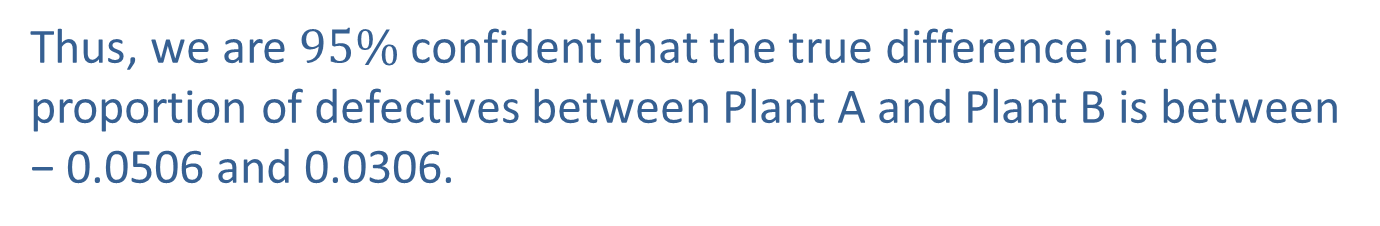 Thus, we are 95% confident that the true difference in the
proportion of defectives between Plant A and Plant B is between
− 0.0506 and 0.0306.